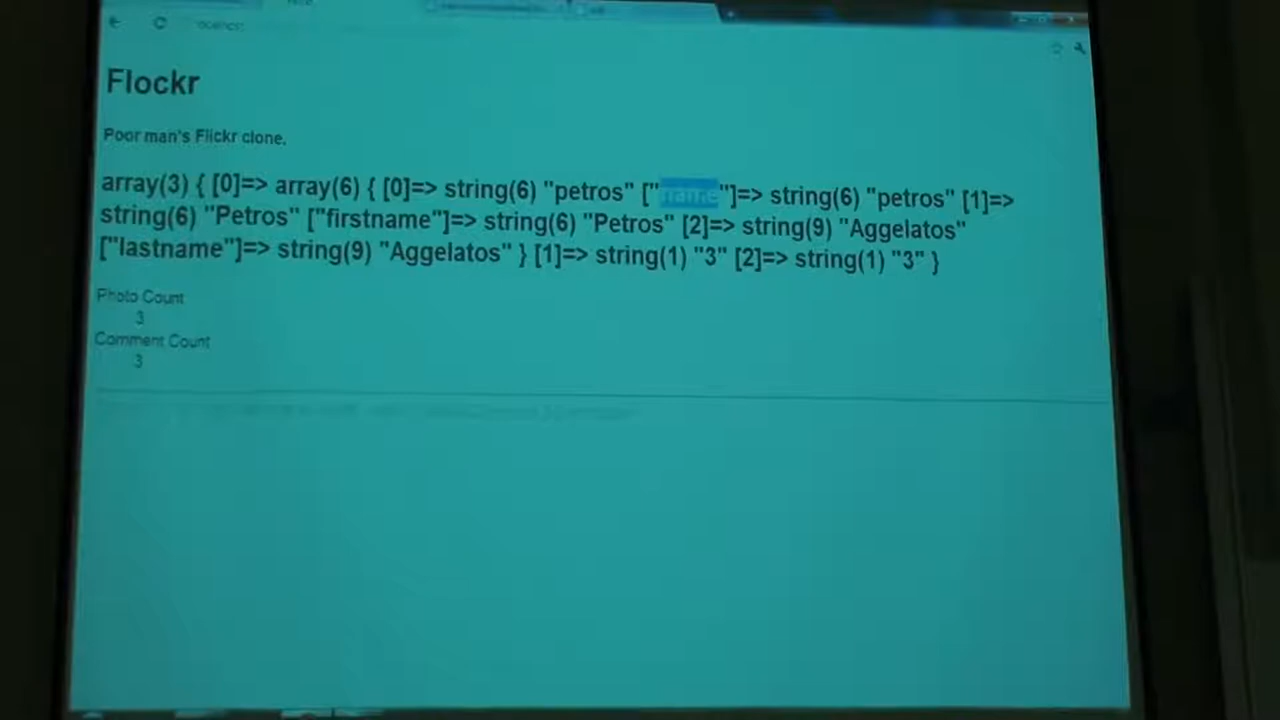 Flockr
Poor man's Flickr clone.
array(3) { [0]=> array(6) { [0]=> string(6) "petros" ["name"]=> string(6) "petros" [1]=>
string(6) "Petros" ["firstname"]=> string(6) "Petros" [2]=> string(9) "Aggelatos"
["lastname"]=> string(9) "Aggelatos" } [1]=> string(1) "3" [2]=> string(1) "3" }
Photo Count
3
Comment Count
3